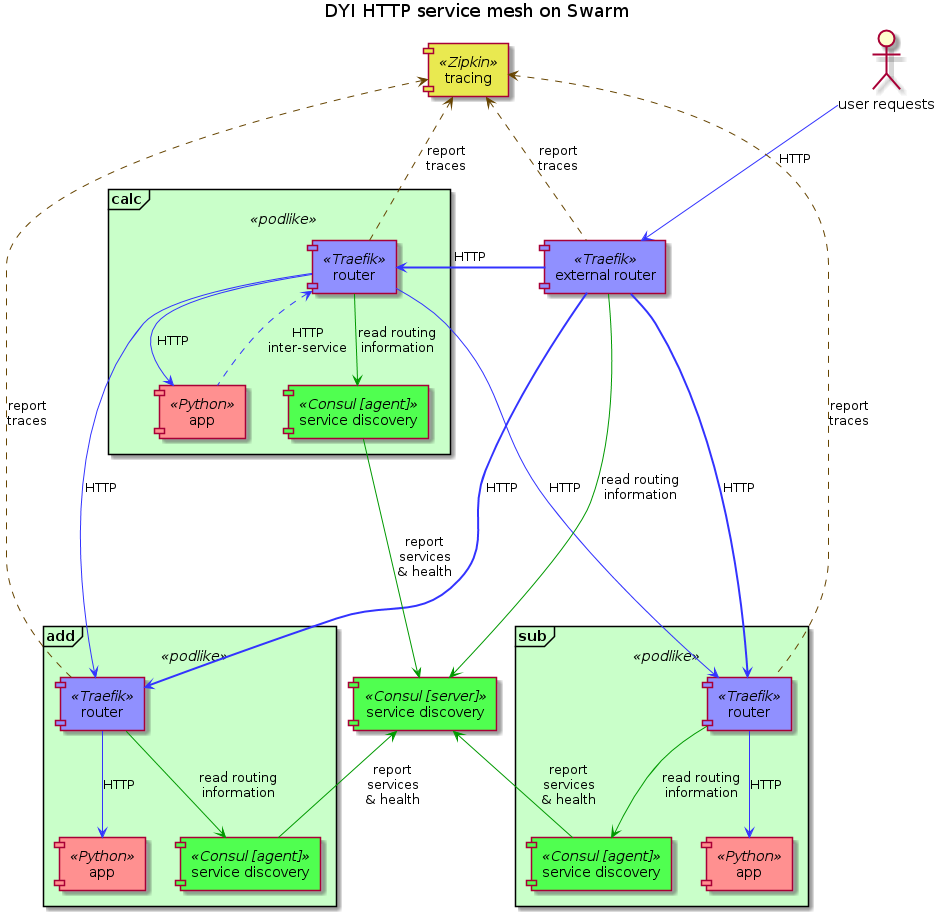 DYI HTTP service mesh on Swarm
«Zipkin»
tracing
user requests
report
traces
report
traces
HTTP
calc
«podlike»
«Traefik»
router
HTTP
«Traefik»
external router
HTTP
HTTP
inter-service
read routing
information
«Python»
app
«Consul [agent]»
service discovery
report
traces
report
traces
HTTP
HTTP
HTTP
read routing
information
HTTP
report
services
& health
add
«podlike»
sub
«podlike»
«Traefik»
router
«Consul [server]»
service discovery
«Traefik»
router
HTTP
read routing
information
report
services
& health
report
services
& health
read routing
information
HTTP
«Python»
app
«Consul [agent]»
service discovery
«Consul [agent]»
service discovery
«Python»
app